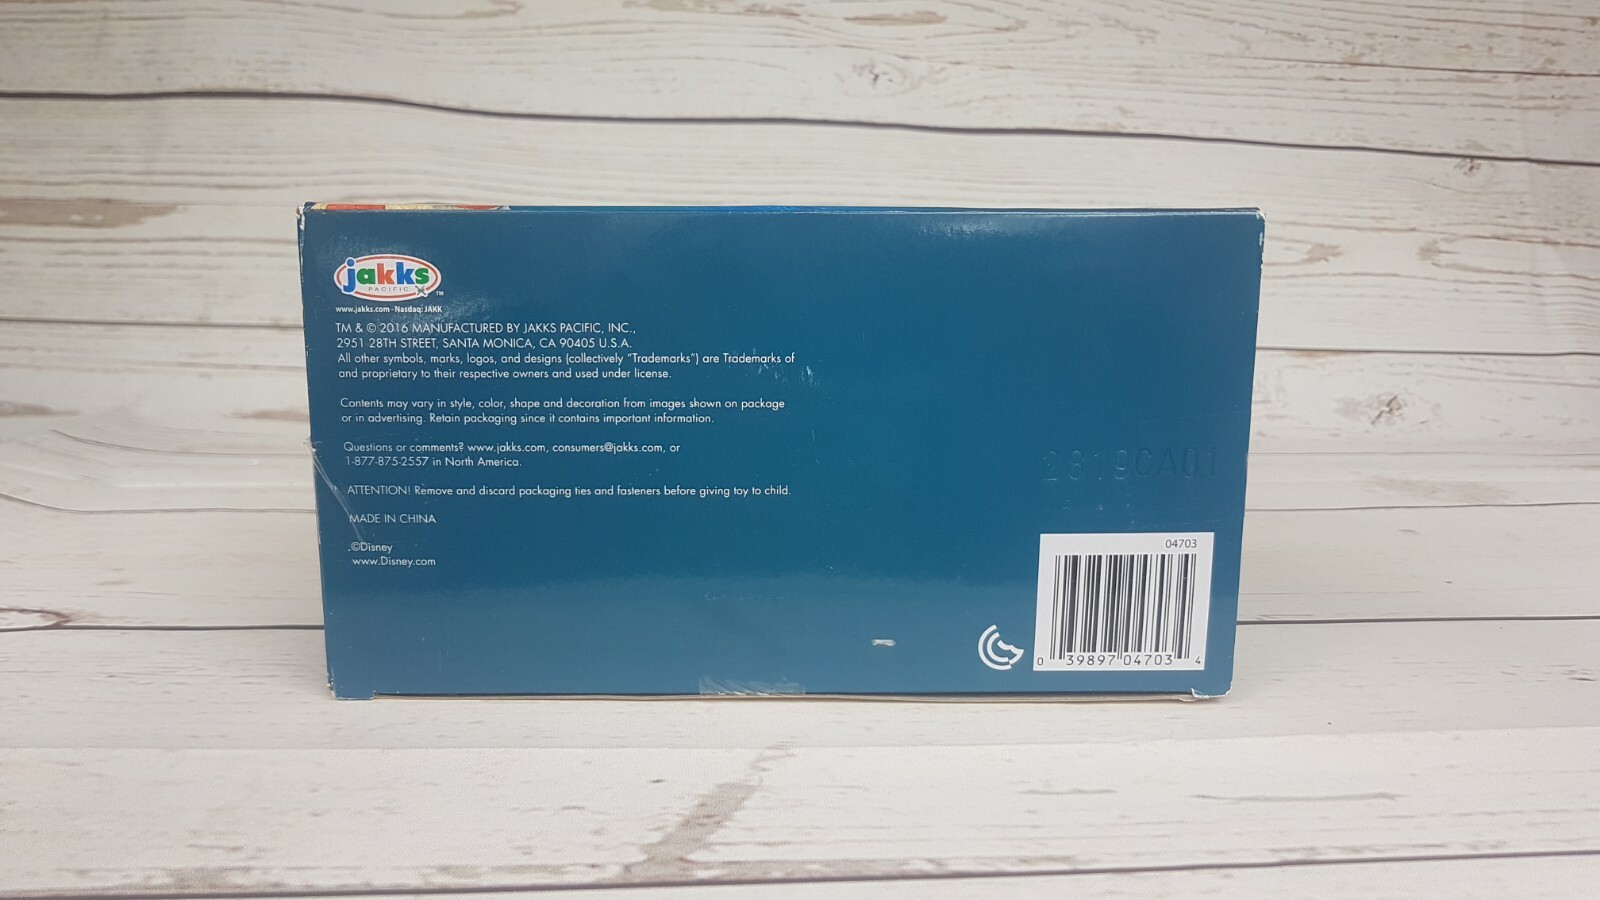 jakks
PACIFIC ™
www.jakks.com - Nasdaq: JAKK
TM & © 2016 MANUFACTURED BY JAKKS PACIFIC, INC.,
2951 28TH STREET, SANTA MONICA, CA 90405 U.S.A.
All other symbols, marks, logos, and designs (collectively "Trademarks") are Trademarks of
and proprietary to their respective owners and used under license.
Contents may vary in style, color, shape and decoration from images shown on package
or in advertising. Retain packaging since it contains important information.
Questions or comments? www.jakks.com, consumers@jakks.com, or
1-877-875-2557 in North America.
ATTENTION! Remove and discard packaging ties and fasteners before giving toy to child.
MADE IN CHINA
©Disney
www.Disney.com
2819CA01
04703
0 39897 04703 4